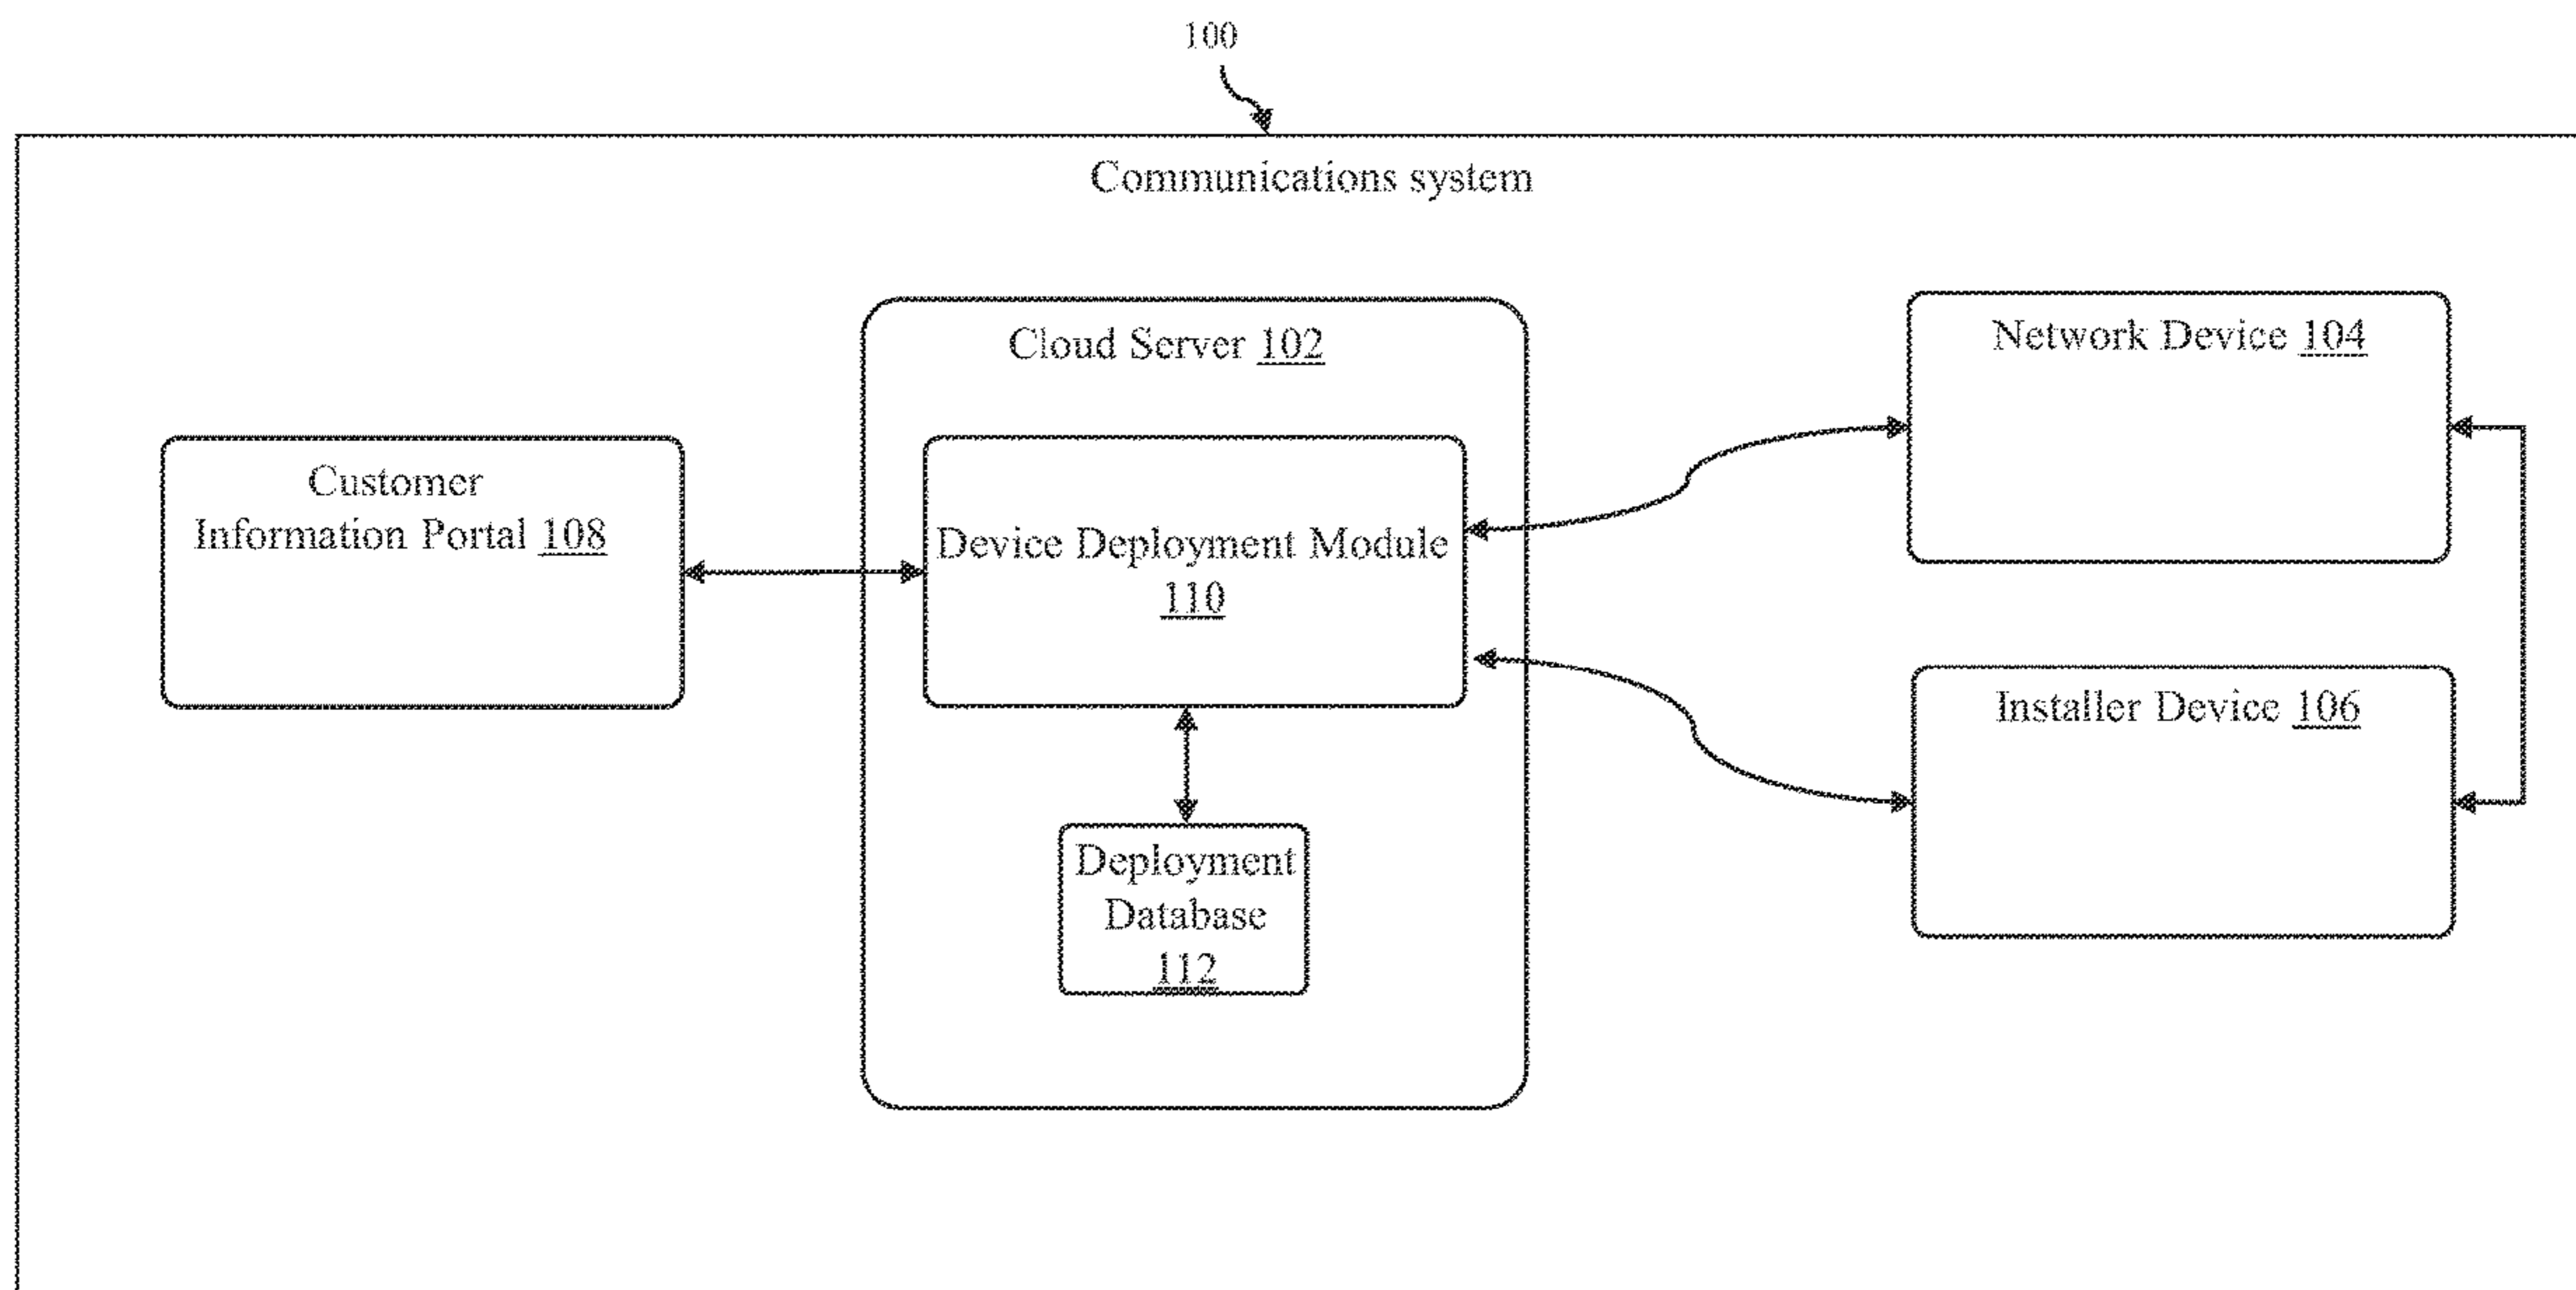 100
Communications system
Cloud Server 102
Network Device 104
Customer
Information Portal 108
Device Deployment Module
110
Installer Device 106
Deployment
Database
112